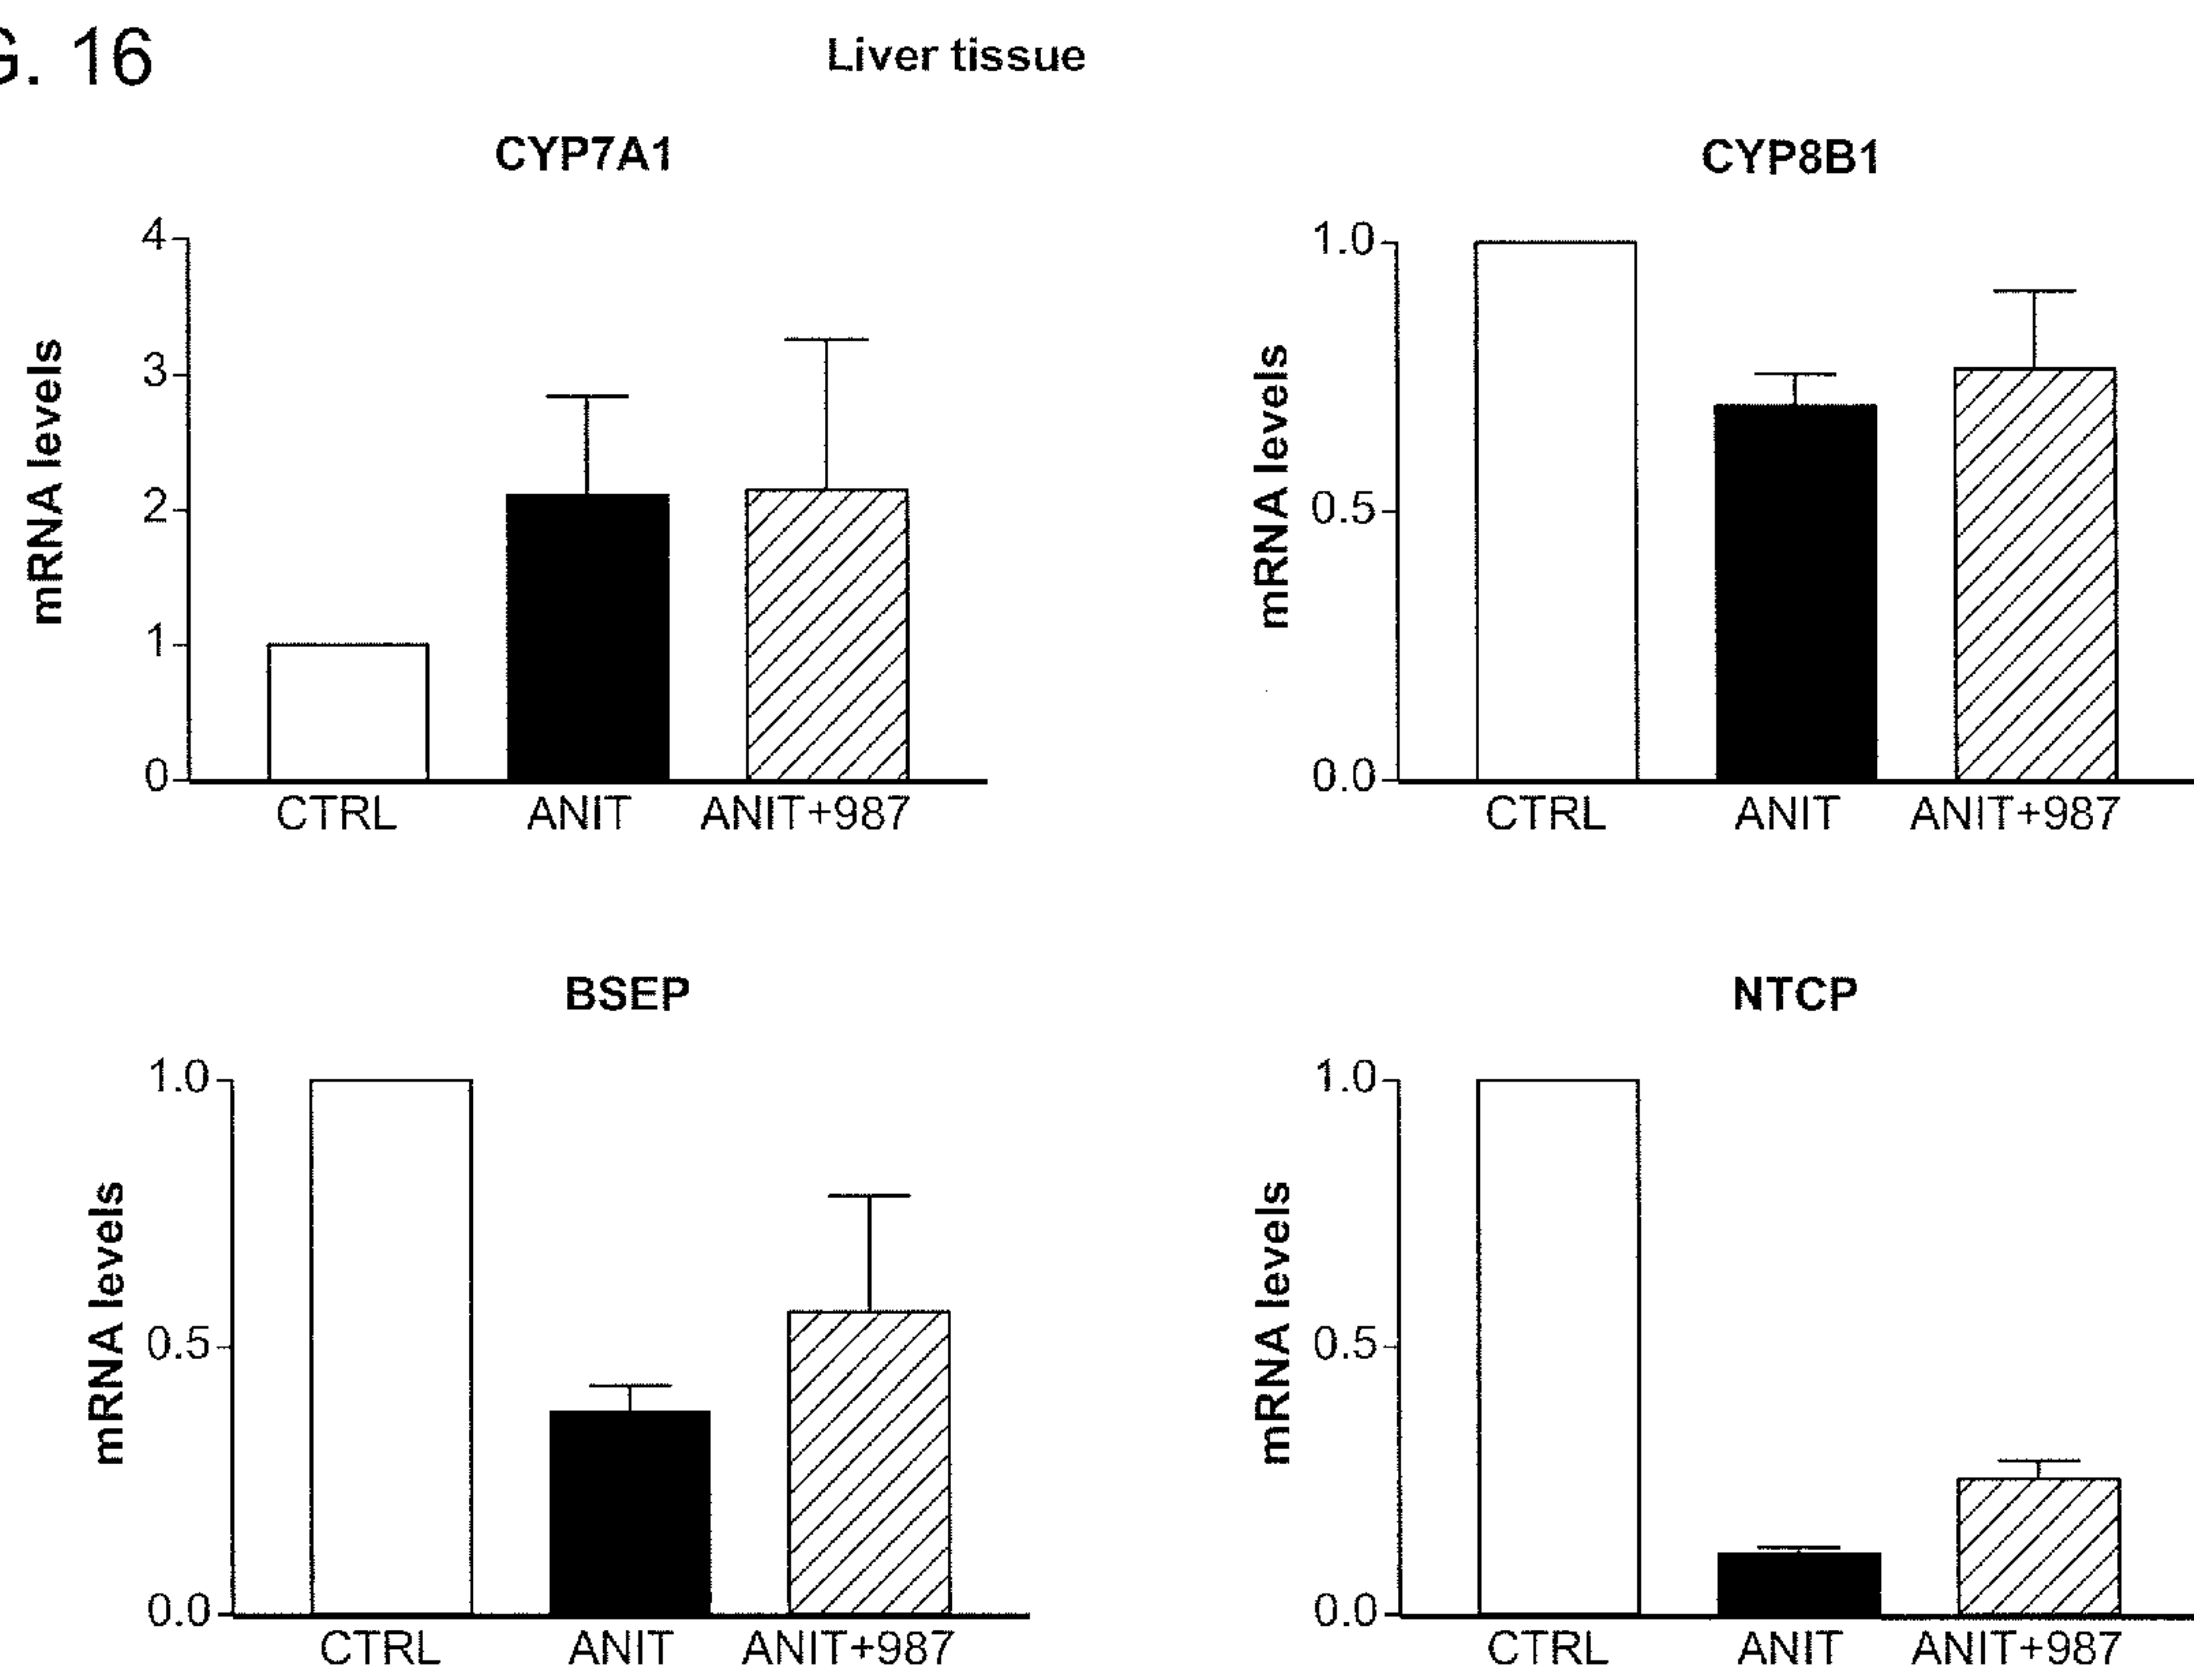 G. 16
Liver tissue
CYP7A1
mRNA levels
4
3
2
1
0
CTRL ANIT ANIT+987
CYP8B1
mRNA levels
1.0
0.5
0.0
CTRL ANIT ANIT+987
BSEP
mRNA levels
1.0
0.5
0.0
CTRL ANIT ANIT+987
NTCP
mRNA levels
1.0
0.5
0.0
CTRL ANIT ANIT+987